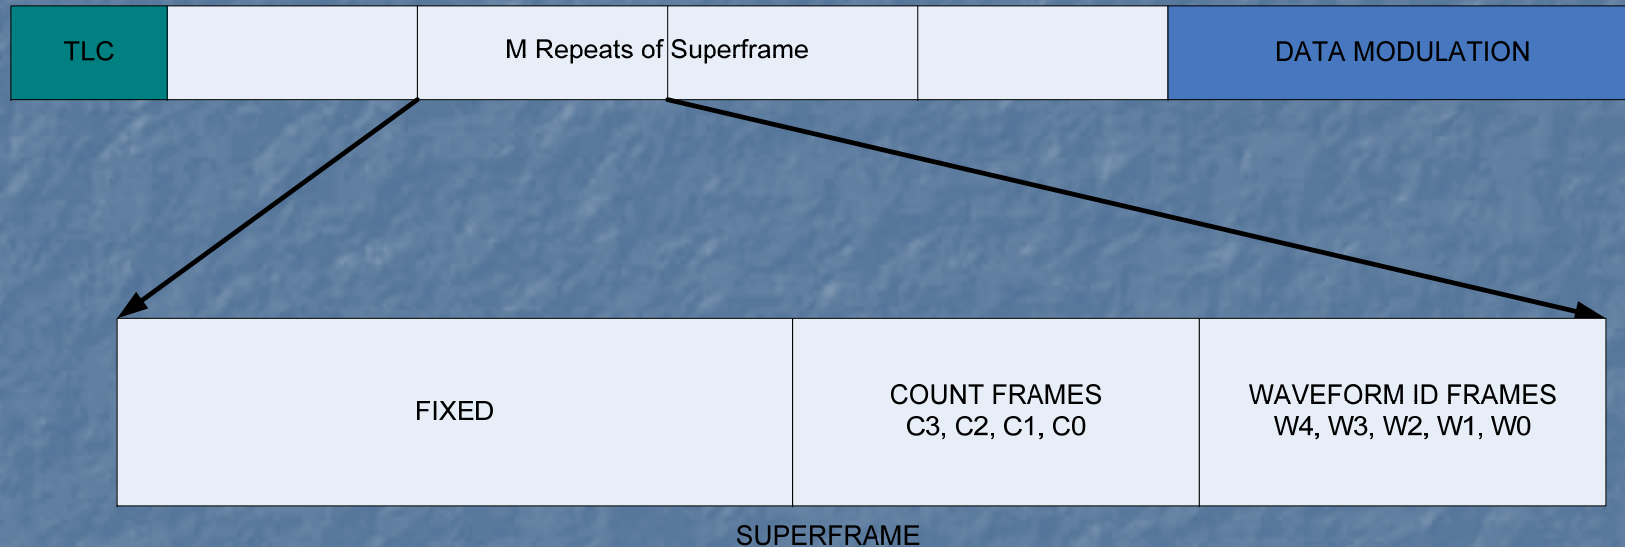 TLC
M Repeats of Superframe
DATA MODULATION
FIXED
COUNT FRAMES
C3, C2, C1, C0
WAVEFORM ID FRAMES
W4, W3, W2, W1, W0
SUPERFRAME